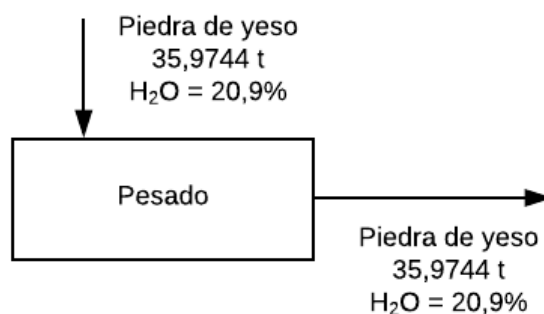 Piedra de yeso
35,9744 t
H₂O = 20,9%
Pesado
Piedra de yeso
35,9744 t
H₂O = 20,9%